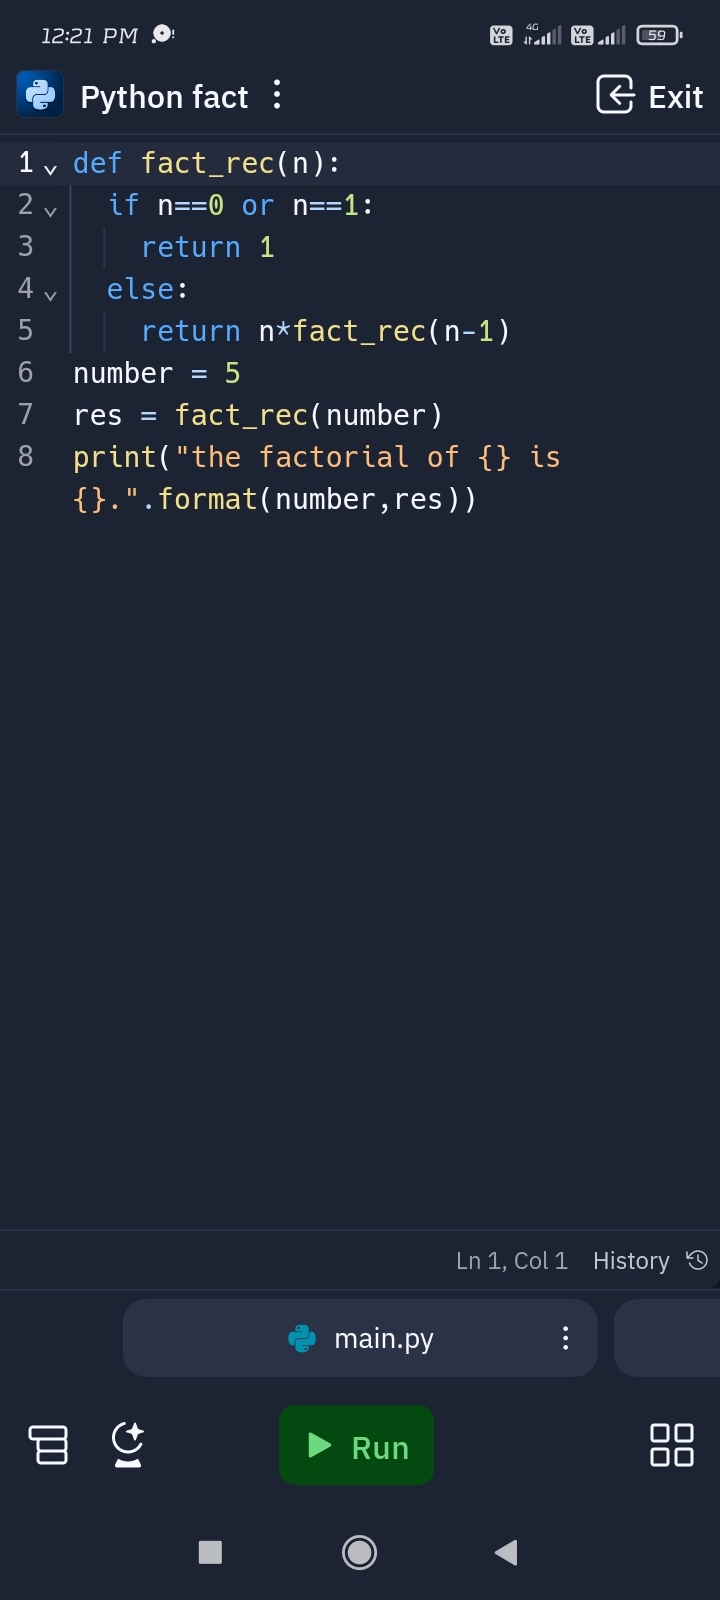 12:21 PM
Vo LTE 4G Vo LTE 59
Python fact Exit
1 def fact_rec(n):
2 if n==0 or n==1:
3 return 1
4 else:
5 return n*fact_rec(n-1)
6 number = 5
7 res = fact_rec(number)
8 print("the factorial of {} is
{}.".format(number,res))
Ln 1, Col 1 History
main.py
Run